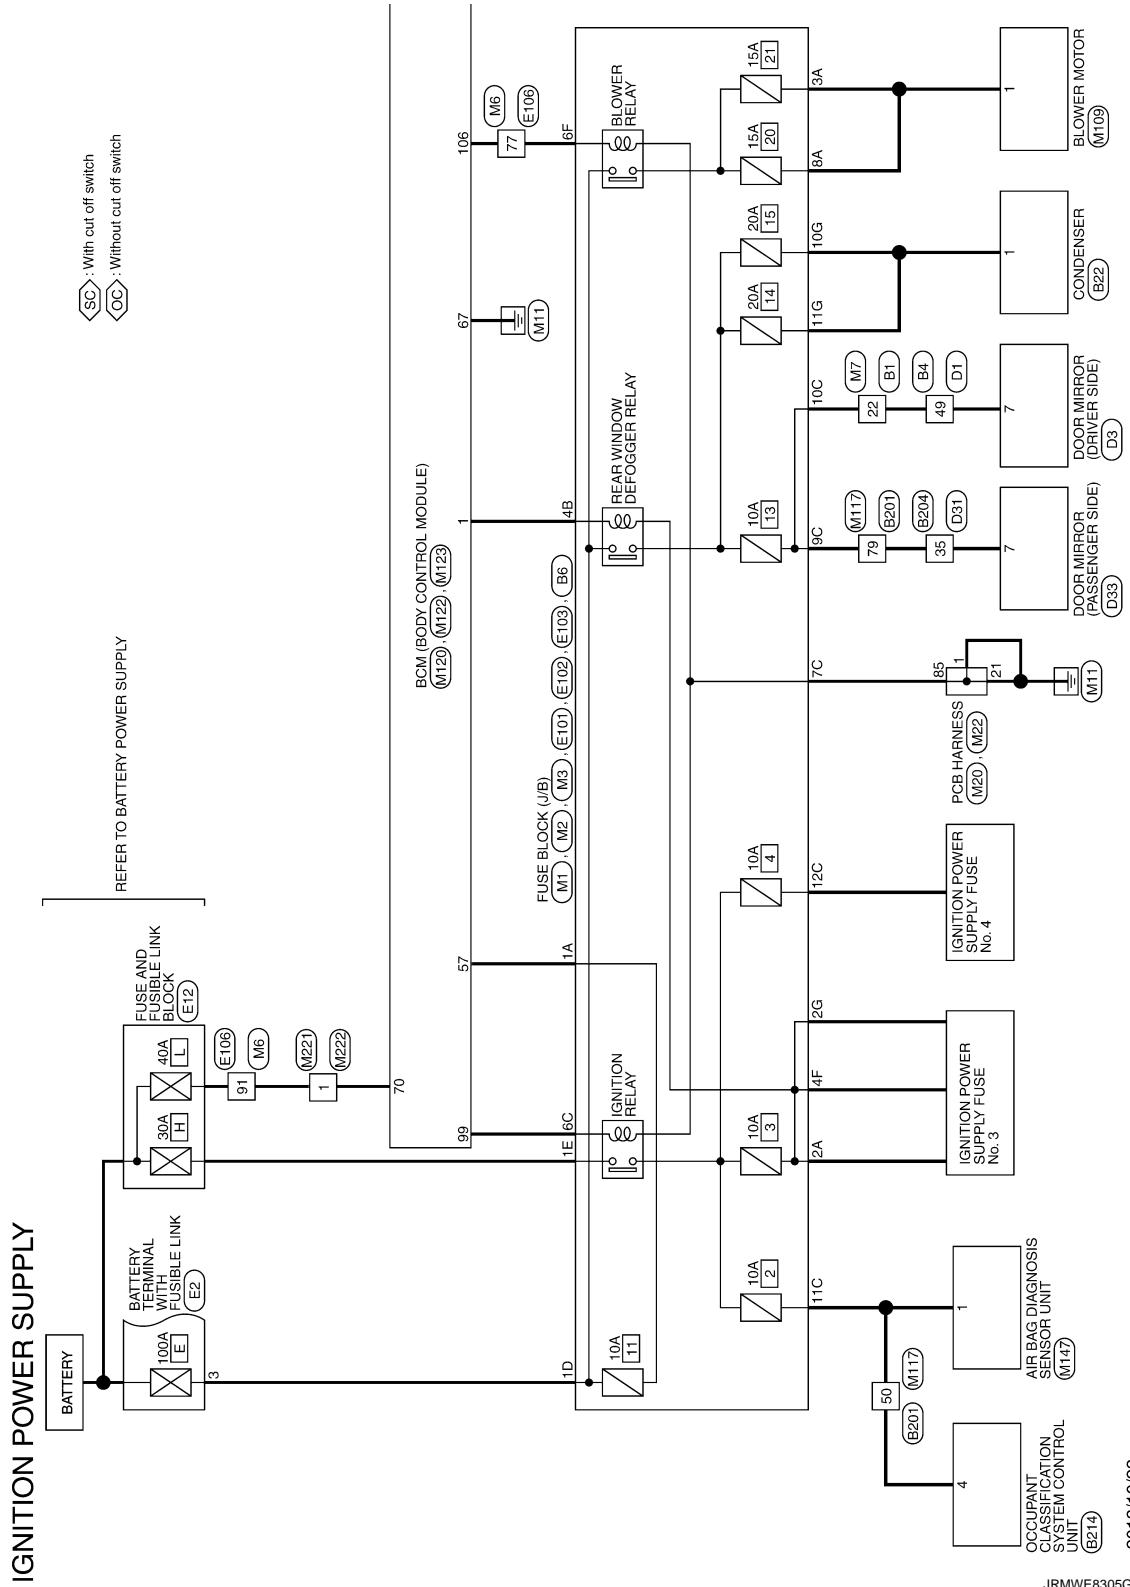 IGNITION POWER SUPPLY
BATTERY
BATTERY
TERMINAL
WITH
FUSIBLE LINK
E2
100A
E
3
FUSE AND
FUSIBLE LINK
BLOCK
E12
30A
H
40A
L
REFER TO BATTERY POWER SUPPLY
E106
M6
91
M221
M222
1
70
SC : With cut off switch
OC : Without cut off switch
BCM (BODY CONTROL MODULE)
M120 , M122 , M123
99
57
1
67
106
M11
M6
E106
77
FUSE BLOCK (J/B)
M1 , M2 , M3 , E101 , E102 , E103 , B6
1D
1E
6C
1A
4B
6F
IGNITION
RELAY
REAR WINDOW
DEFOGGER RELAY
BLOWER
RELAY
10A
11
10A
2
10A
3
10A
4
10A
13
20A
14
20A
15
15A
20
15A
21
11C
2A
4F
2G
12C
7C
9C
10C
11G
10G
8A
3A
50
B201
M117
4
OCCUPANT
CLASSIFICATION
SYSTEM CONTROL
UNIT
B214
1
AIR BAG DIAGNOSIS
SENSOR UNIT
M147
IGNITION POWER
SUPPLY FUSE
No. 3
IGNITION POWER
SUPPLY FUSE
No. 4
PCB HARNESS
M20 , M22
85
1
21
M11
M117
79
B201
B204
35
D31
7
DOOR MIRROR
(PASSENGER SIDE)
D33
M7
22
B1
B4
49
D1
7
DOOR MIRROR
(DRIVER SIDE)
D3
1
CONDENSER
B22
1
BLOWER MOTOR
M109
JRMWE8305G